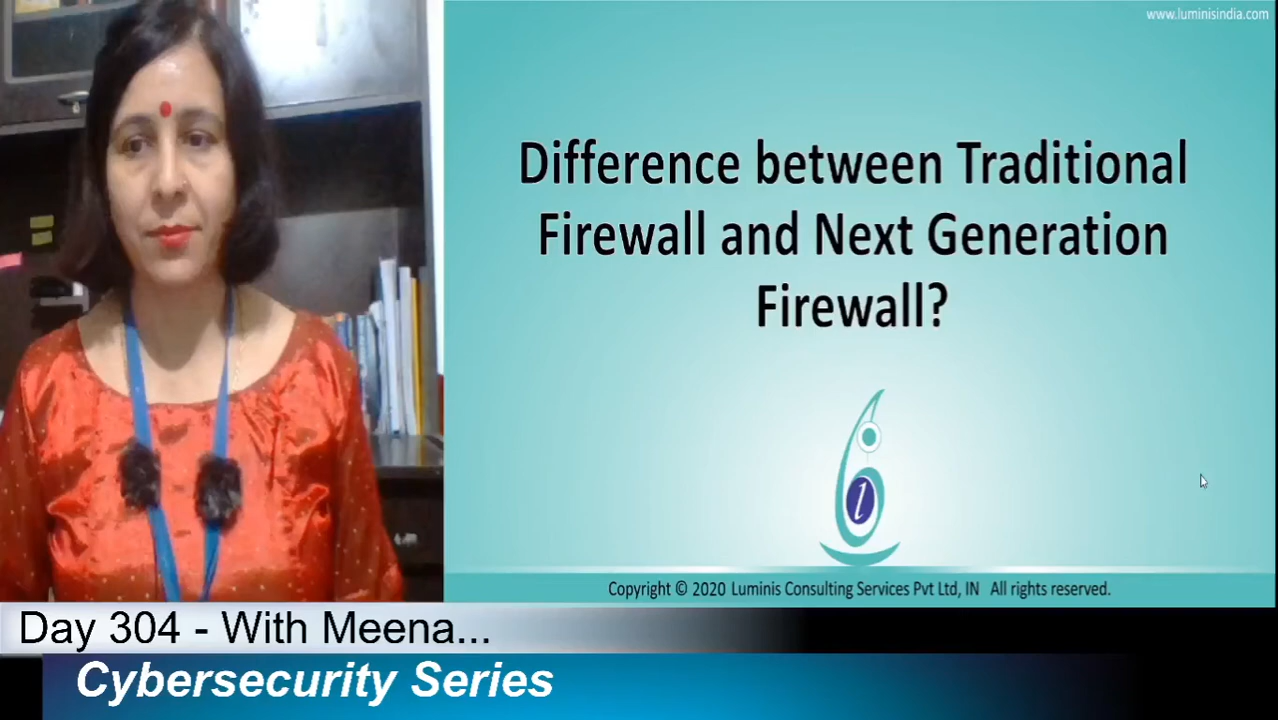 www.luminisindia.com
Difference between Traditional
Firewall and Next Generation
Firewall?
l
Copyright © 2020 Luminis Consulting Services Pvt Ltd, IN All rights reserved.
Day 304 - With Meena...
Cybersecurity Series